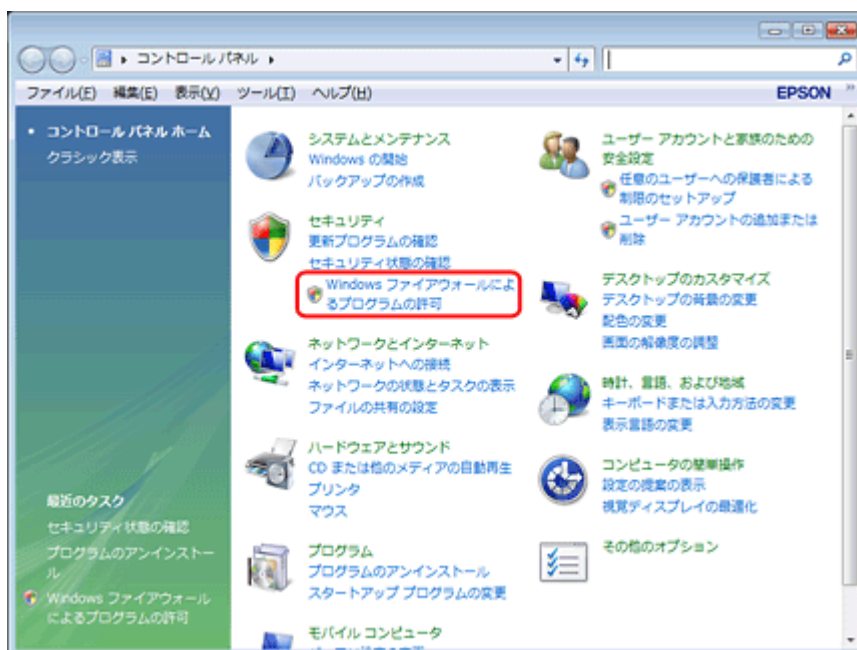 コントロール パネル
ファイル(F) 編集(E) 表示(V) ツール(T) ヘルプ(H)
EPSON
コントロール パネル ホーム
クラシック表示
最近のタスク
セキュリティ状態の確認
プログラムのアンインストー
ル
Windows ファイアウォール
によるプログラムの許可
システムとメンテナンス
Windows の開始
バックアップの作成
セキュリティ
更新プログラムの確認
セキュリティ状態の確認
Windows ファイアウォールによ
るプログラムの許可
ネットワークとインターネット
インターネットへの接続
ネットワークの状態とタスクの表示
ファイルの共有の設定
ハードウェアとサウンド
CD または他のメディアの自動再生
プリンタ
マウス
プログラム
プログラムのアンインストール
スタートアップ プログラムの変更
モバイル コンピュータ
ユーザー アカウントと家族のための
安全設定
任意のユーザーへの保護者による
制限のセットアップ
ユーザー アカウントの追加または
削除
デスクトップのカスタマイズ
デスクトップの背景の変更
配色の変更
画面の解像度の調整
時計、言語、および地域
キーボードまたは入力方法の変更
表示言語の変更
コンピュータの簡単操作
設定の提案の表示
視覚ディスプレイの最適化
その他のオプション